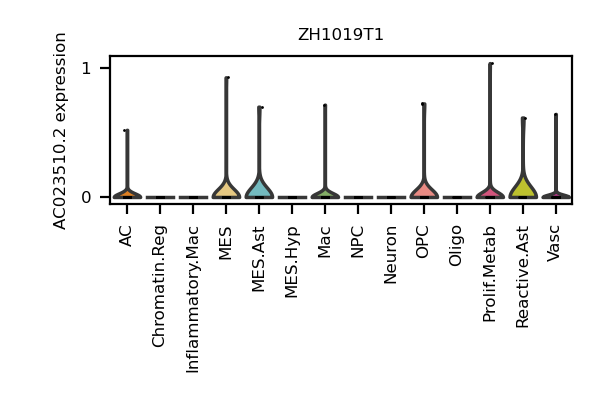 ZH1019T1
AC023510.2 expression
1
0
AC
Chromatin.Reg
Inflammatory.Mac
MES
MES.Ast
MES.Hyp
Mac
NPC
Neuron
OPC
Oligo
Prolif.Metab
Reactive.Ast
Vasc